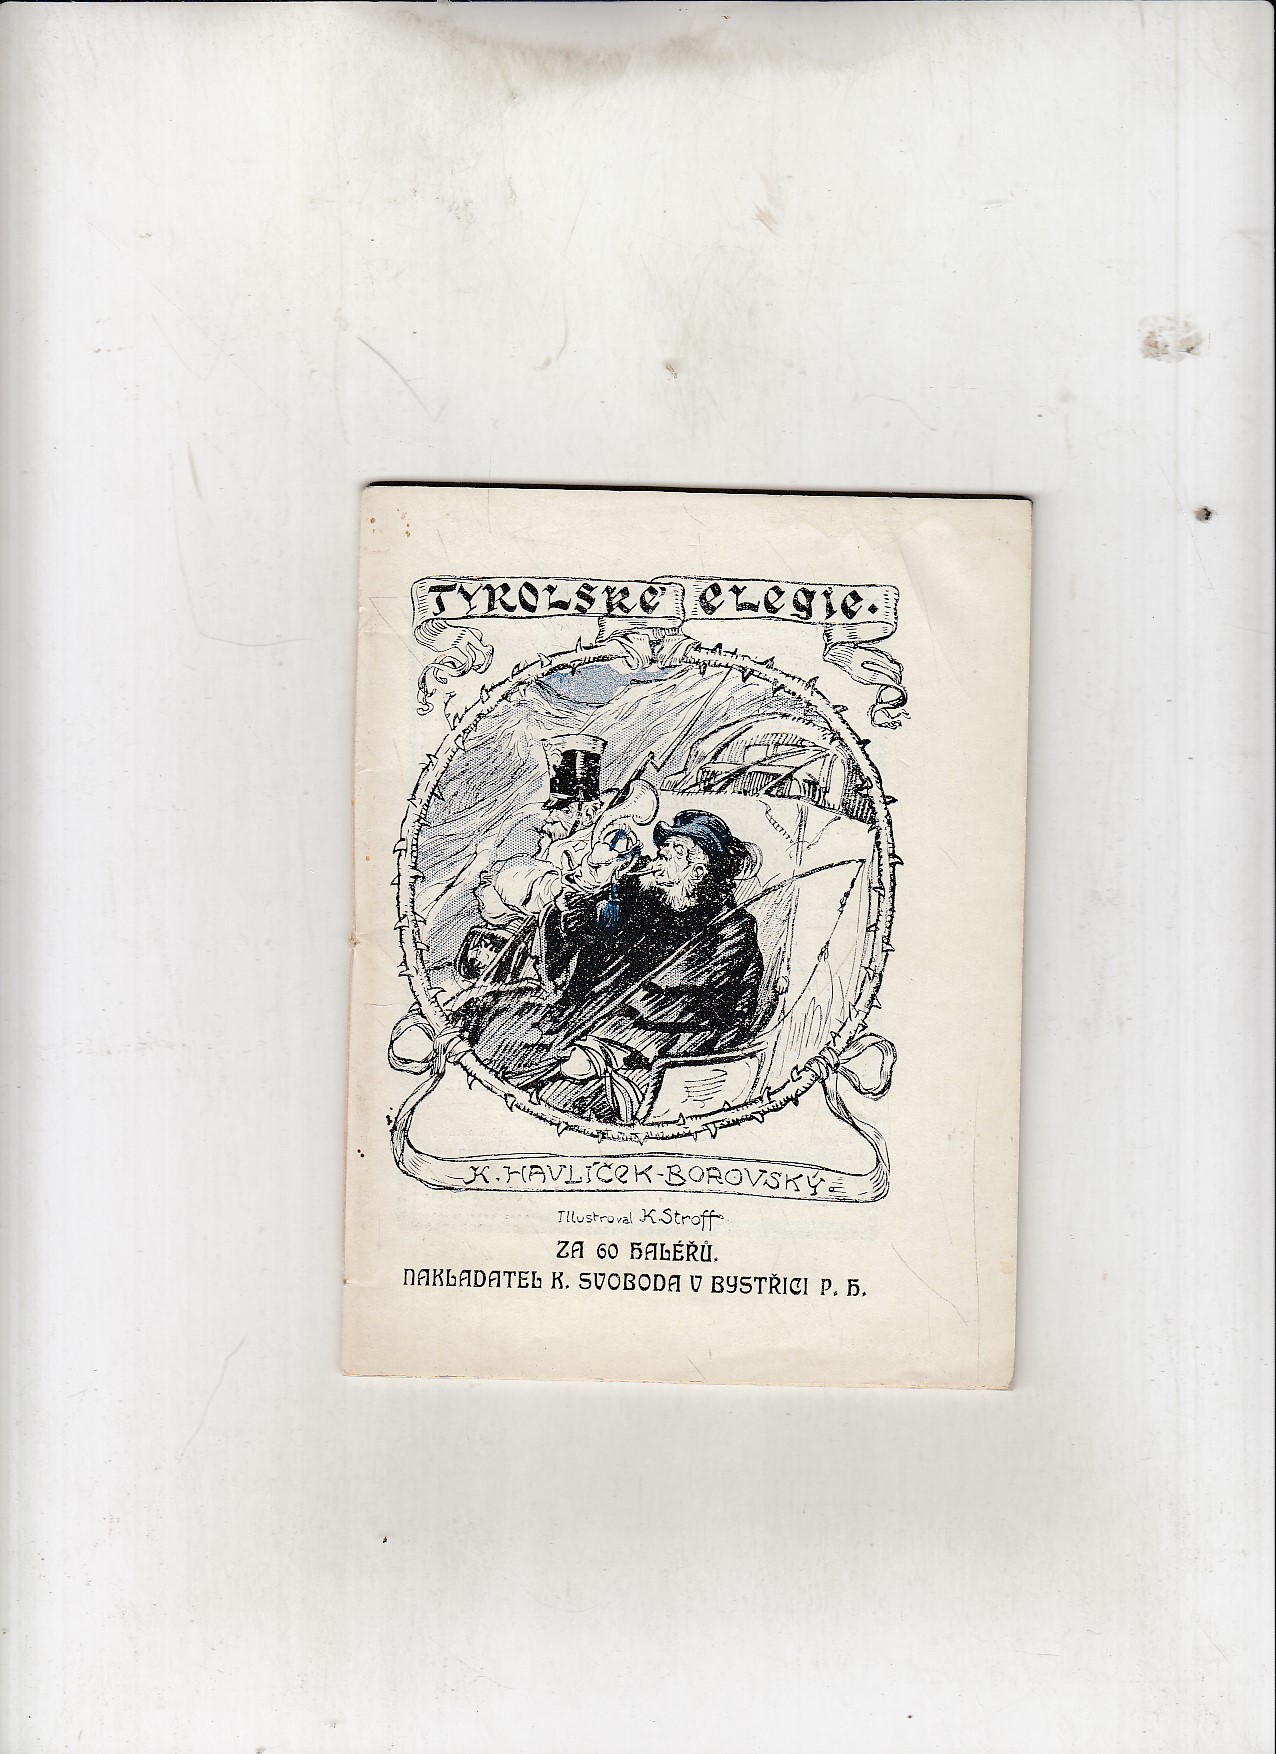 TYROLSKÉ ELEGIE.
K. HAVLÍČEK-BOROVSKÝ.
Illustroval K. Stroff
ZA 60 HALÉŘŮ.
NAKLADATEL K. SVOBODA V BYSTŘICI P. H.